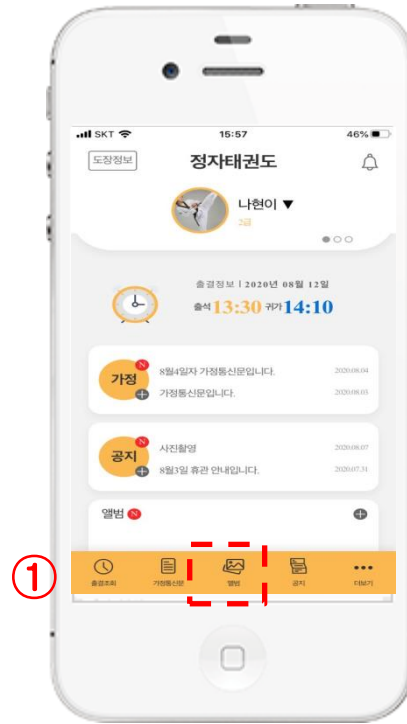 SKT 15:57 46%
도장정보 정자태권도
나현이 ▼
2급
출결정보 | 2020년 08월 12일
출석 13:30 귀가 14:10
가정 N
8월4일자 가정통신문입니다. 2020.08.04
가정통신문입니다. 2020.08.03
공지 N
사진촬영 2020.08.07
8월3일 휴관 안내입니다. 2020.07.31
앨범 N
①
출결조회 가정통신문 앨범 공지 더보기